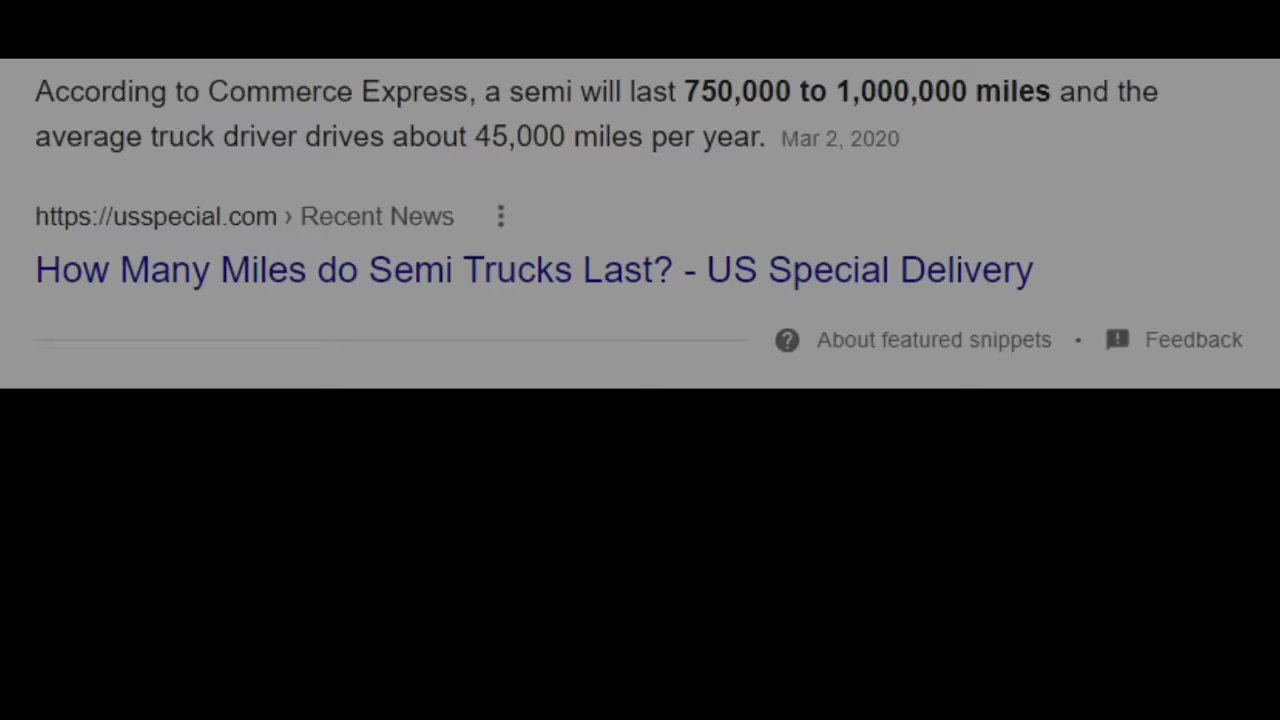 According to Commerce Express, a semi will last 750,000 to 1,000,000 miles and the
average truck driver drives about 45,000 miles per year. Mar 2, 2020
https://usspecial.com › Recent News
How Many Miles do Semi Trucks Last? - US Special Delivery
About featured snippets • Feedback